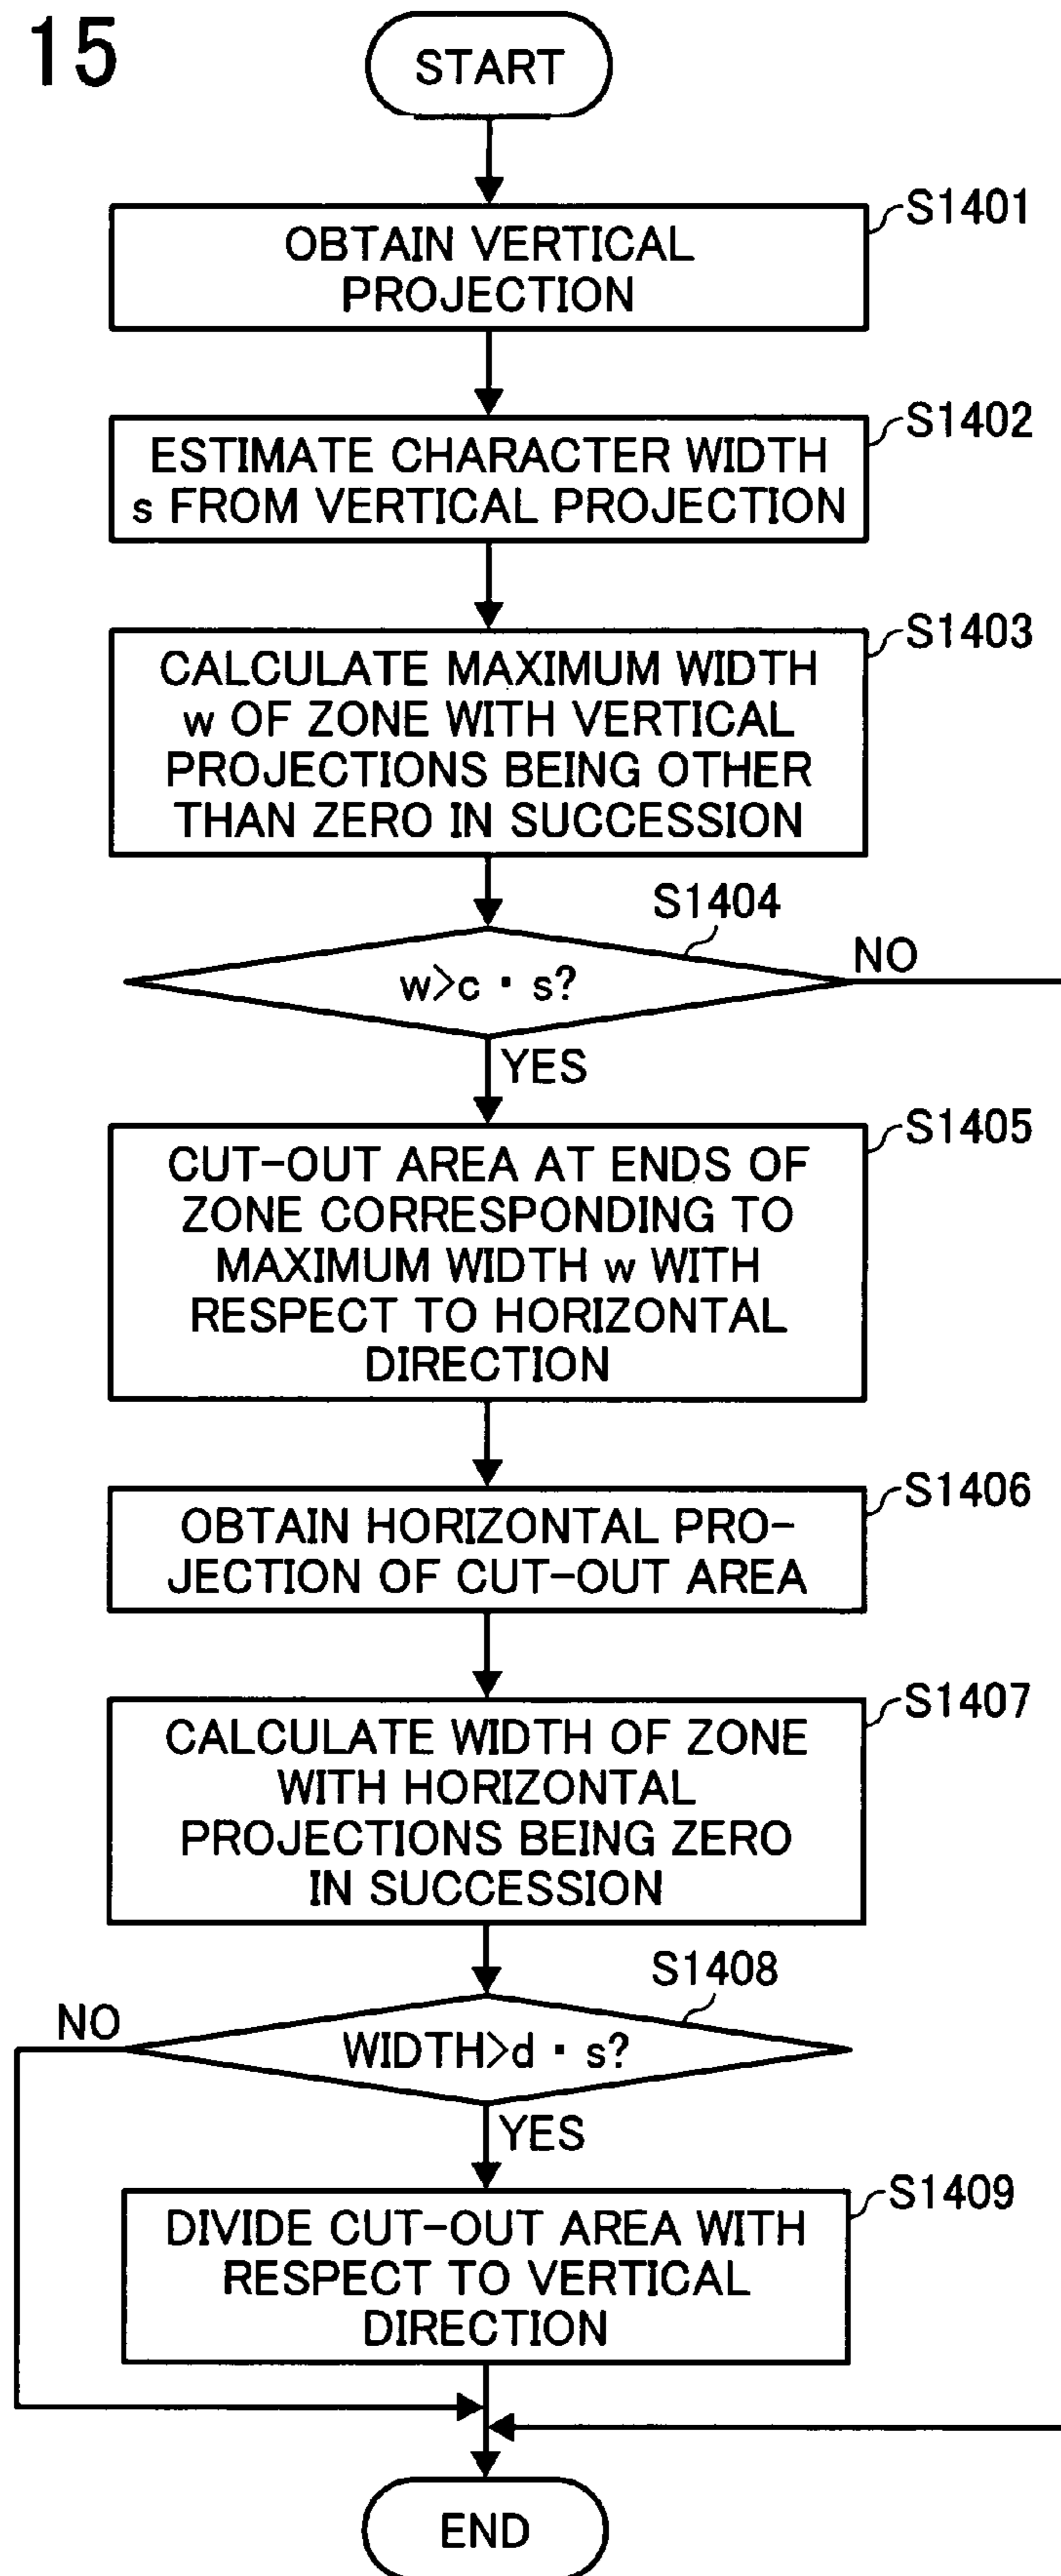 15
START
S1401
OBTAIN VERTICAL
PROJECTION
S1402
ESTIMATE CHARACTER WIDTH
s FROM VERTICAL PROJECTION
S1403
CALCULATE MAXIMUM WIDTH
w OF ZONE WITH VERTICAL
PROJECTIONS BEING OTHER
THAN ZERO IN SUCCESSION
S1404
w>c・s?
NO
YES
S1405
CUT-OUT AREA AT ENDS OF
ZONE CORRESPONDING TO
MAXIMUM WIDTH w WITH
RESPECT TO HORIZONTAL
DIRECTION
S1406
OBTAIN HORIZONTAL PRO-
JECTION OF CUT-OUT AREA
S1407
CALCULATE WIDTH OF ZONE
WITH HORIZONTAL
PROJECTIONS BEING ZERO
IN SUCCESSION
S1408
NO
WIDTH>d・s?
YES
S1409
DIVIDE CUT-OUT AREA WITH
RESPECT TO VERTICAL
DIRECTION
END